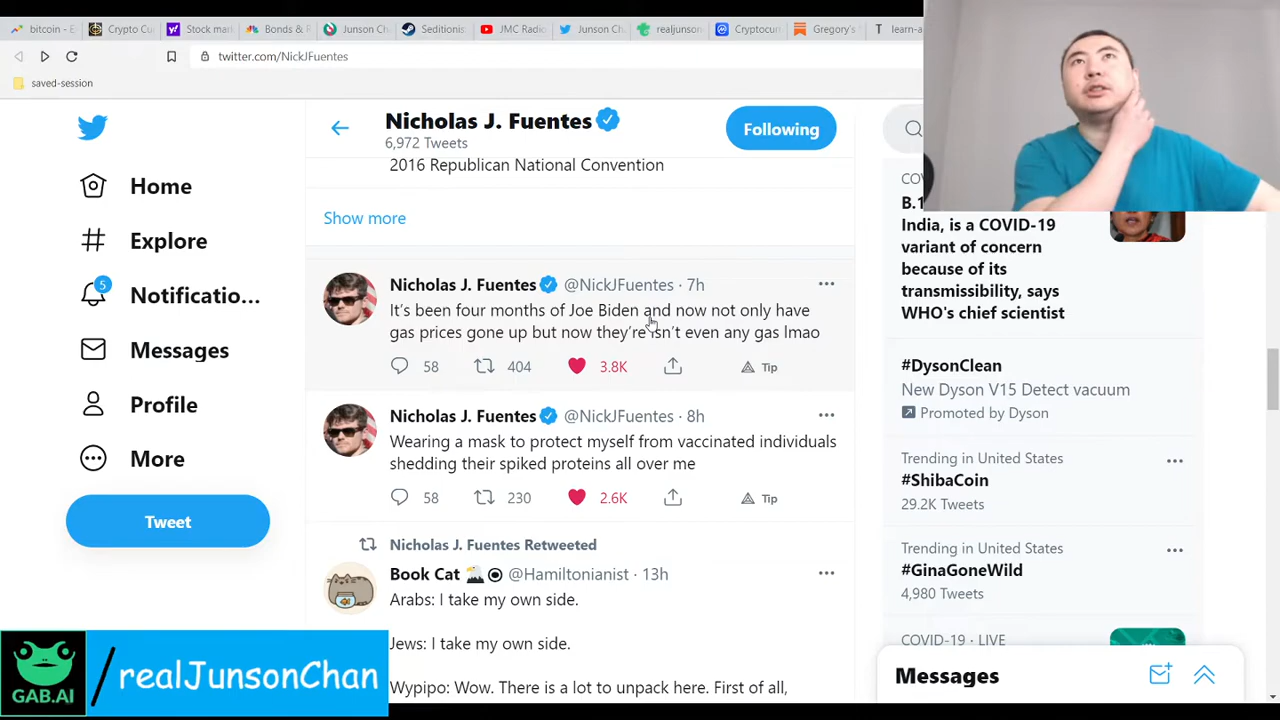 bitcoin - E
Crypto Cu
Stock mar
Bonds & R
Junson Ch
Seditionis
JMC Radio
Junson Ch
realjunson
Cryptocur
Gregory's
learn-a
twitter.com/NickJFuentes
saved-session
Nicholas J. Fuentes
6,972 Tweets
Following
2016 Republican National Convention
Show more
Home
Explore
5
Notificatio...
Messages
Profile
More
Tweet
Nicholas J. Fuentes @NickJFuentes · 7h
It's been four months of Joe Biden and now not only have
gas prices gone up but now they're isn't even any gas lmao
58 404 3.8K Tip
Nicholas J. Fuentes @NickJFuentes · 8h
Wearing a mask to protect myself from vaccinated individuals
shedding their spiked proteins all over me
58 230 2.6K Tip
Nicholas J. Fuentes Retweeted
Book Cat @Hamiltonianist · 13h
Arabs: I take my own side.
Jews: I take my own side.
Wypipo: Wow. There is a lot to unpack here. First of all,
COV
B.1
India, is a COVID-19
variant of concern
because of its
transmissibility, says
WHO's chief scientist
#DysonClean
New Dyson V15 Detect vacuum
Promoted by Dyson
Trending in United States
#ShibaCoin
29.2K Tweets
Trending in United States
#GinaGoneWild
4,980 Tweets
COVID-19 · LIVE
Messages
GAB.AI
/realJunsonChan